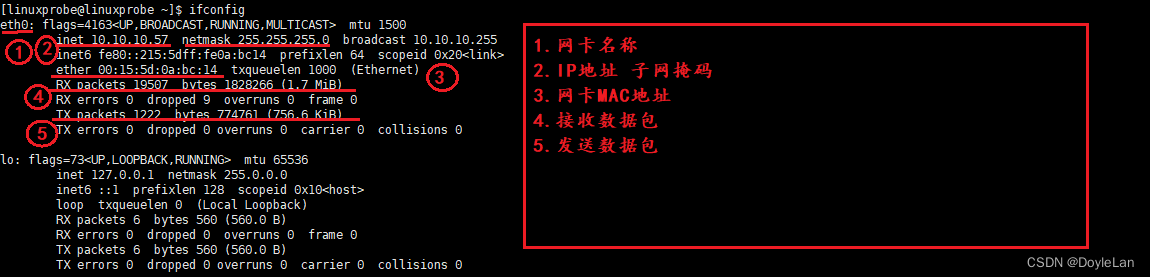 [linuxprobe@linuxprobe ~]$ ifconfig
eth0: flags=4163<UP,BROADCAST,RUNNING,MULTICAST>  mtu 1500
inet 10.10.10.57  netmask 255.255.255.0  broadcast 10.10.10.255
inet6 fe80::215:5dff:fe0a:bc14  prefixlen 64  scopeid 0x20<link>
ether 00:15:5d:0a:bc:14  txqueuelen 1000  (Ethernet)
RX packets 19507  bytes 1828266 (1.7 MiB)
RX errors 0  dropped 9  overruns 0  frame 0
TX packets 1222  bytes 774761 (756.6 KiB)
TX errors 0  dropped 0 overruns 0  carrier 0  collisions 0
lo: flags=73<UP,LOOPBACK,RUNNING>  mtu 65536
inet 127.0.0.1  netmask 255.0.0.0
inet6 ::1  prefixlen 128  scopeid 0x10<host>
loop  txqueuelen 0  (Local Loopback)
RX packets 6  bytes 560 (560.0 B)
RX errors 0  dropped 0  overruns 0  frame 0
TX packets 6  bytes 560 (560.0 B)
TX errors 0  dropped 0 overruns 0  carrier 0  collisions 0
1
2
3
4
5
1.网卡名称
2.IP地址 子网掩码
3.网卡MAC地址
4.接收数据包
5.发送数据包
CSDN @DoyleLan